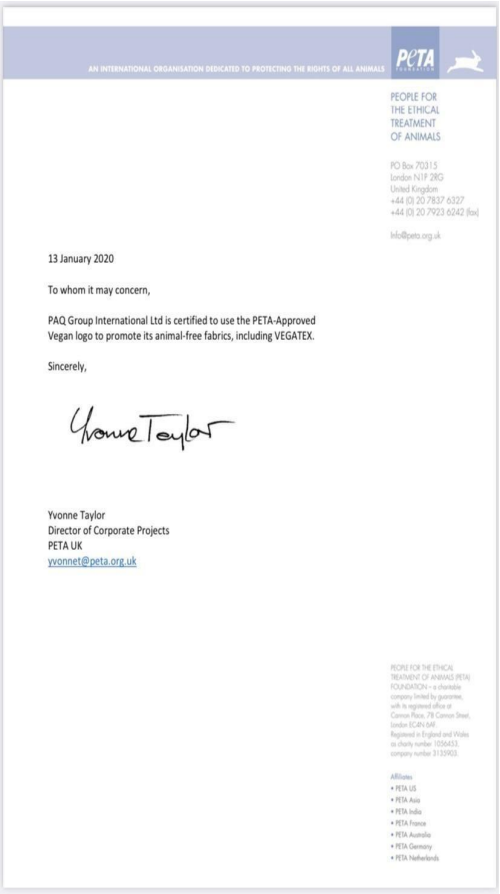 AN INTERNATIONAL ORGANISATION DEDICATED TO PROTECTING THE RIGHTS OF ALL ANIMALS
PETA
FOUNDATION
PEOPLE FOR
THE ETHICAL
TREATMENT
OF ANIMALS
PO Box 70315
London N1P 2RG
United Kingdom
+44 (0) 20 7837 6327
+44 (0) 20 7923 6242 (fax)
Info@peta.org.uk
13 January 2020
To whom it may concern,
PAQ Group International Ltd is certified to use the PETA-Approved
Vegan logo to promote its animal-free fabrics, including VEGATEX.
Sincerely,
Yvonne Taylor
Yvonne Taylor
Director of Corporate Projects
PETA UK
yvonnet@peta.org.uk
PEOPLE FOR THE ETHICAL
TREATMENT OF ANIMALS (PETA)
FOUNDATION – a charitable
company limited by guarantee,
with its registered office at
Cannon Place, 78 Cannon Street,
London EC4N 6AF.
Registered in England and Wales
as charity number 1056453,
company number 3135903.
Affiliates
• PETA US
• PETA Asia
• PETA India
• PETA France
• PETA Australia
• PETA Germany
• PETA Netherlands